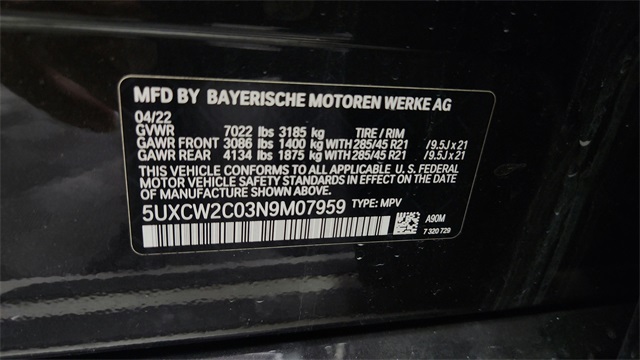 MFD BY BAYERISCHE MOTOREN WERKE AG
04/22
GVWR 7022 lbs 3185 kg TIRE / RIM
GAWR FRONT 3086 lbs 1400 kg WITH 285/45 R21 / 9.5J x 21
GAWR REAR 4134 lbs 1875 kg WITH 285/45 R21 / 9.5J x 21
THIS VEHICLE CONFORMS TO ALL APPLICABLE U. S. FEDERAL
MOTOR VEHICLE SAFETY STANDARDS IN EFFECT ON THE DATE
OF MANUFACTURE SHOWN ABOVE.
5UXCW2C03N9M07959 TYPE: MPV
A90M
7 320 729